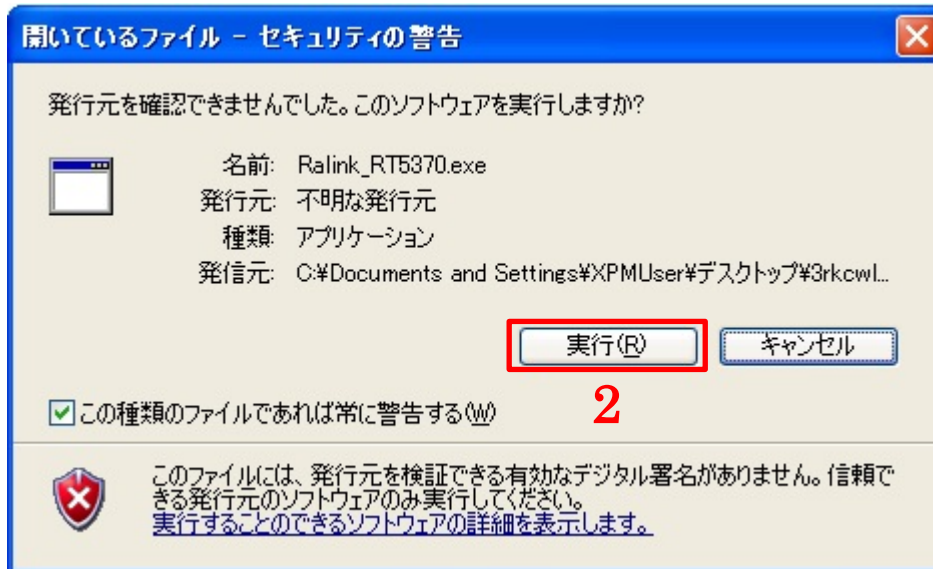 開いているファイル - セキュリティの警告
発行元を確認できませんでした。このソフトウェアを実行しますか?
名前: Ralink_RT5370.exe
発行元: 不明な発行元
種類: アプリケーション
発信元: C:¥Documents and Settings¥XPMUser¥デスクトップ¥3rkcwl...
実行(R) キャンセル
2
この種類のファイルであれば常に警告する(W)
このファイルには、発行元を検証できる有効なデジタル署名がありません。信頼で
きる発行元のソフトウェアのみ実行してください。
実行することのできるソフトウェアの詳細を表示します。